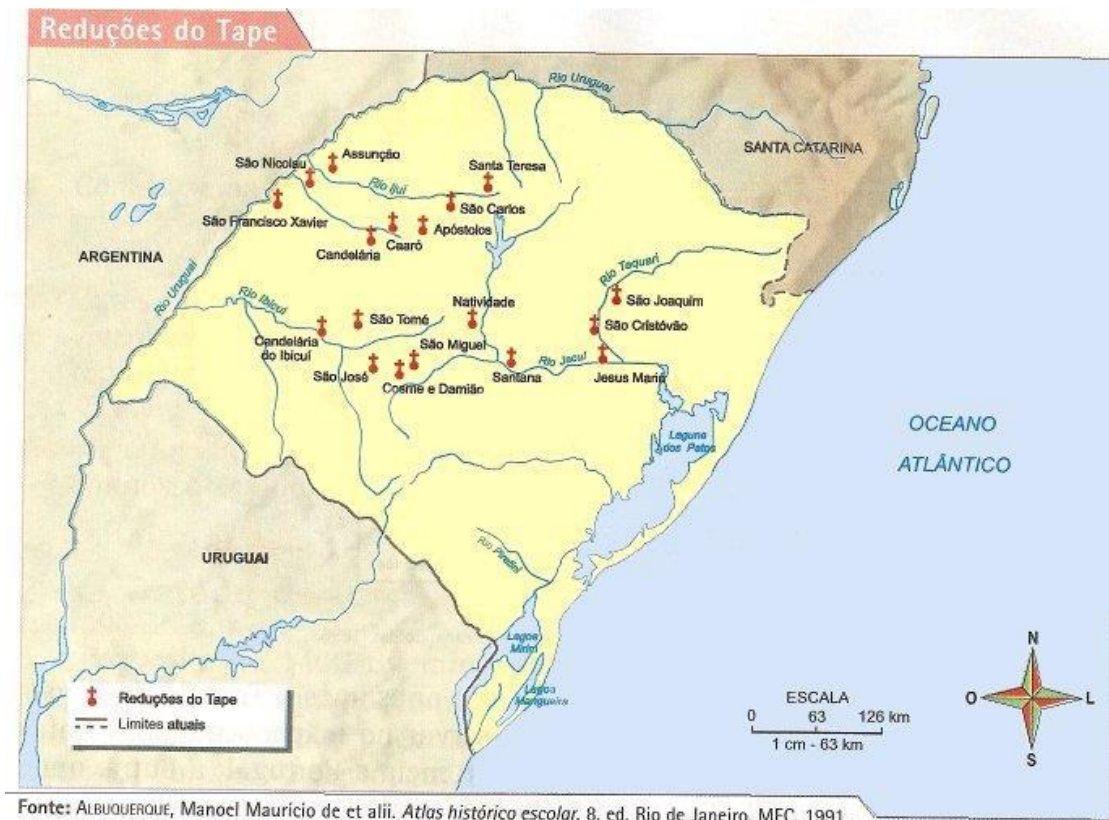 Reduções do Tape
Rio Uruguai
SANTA CATARINA
Assunção
São Nicolau
Santa Teresa
Rio Ijuí
São Carlos
São Francisco Xavier
Apóstolos
Caaró
Candelária
ARGENTINA
Rio Uruguai
Rio Taquari
São Joaquim
Rio Ibicuí
Natividade
São Tomé
São Cristóvão
Candelária
do Ibicuí
São Miguel
São José
Cosme e Damião
Santana
Rio Jacuí
Jesus Maria
OCEANO
ATLÂNTICO
Laguna
dos Patos
URUGUAI
Rio Piratini
Lagoa
Mirim
Lagoa
Mangueira
Reduções do Tape
Limites atuais
ESCALA
0 63 126 km
1 cm - 63 km
N
O
L
S
Fonte: ALBUQUERQUE, Manoel Maurício de et alii. Atlas histórico escolar. 8. ed. Rio de Janeiro, MEC, 1991